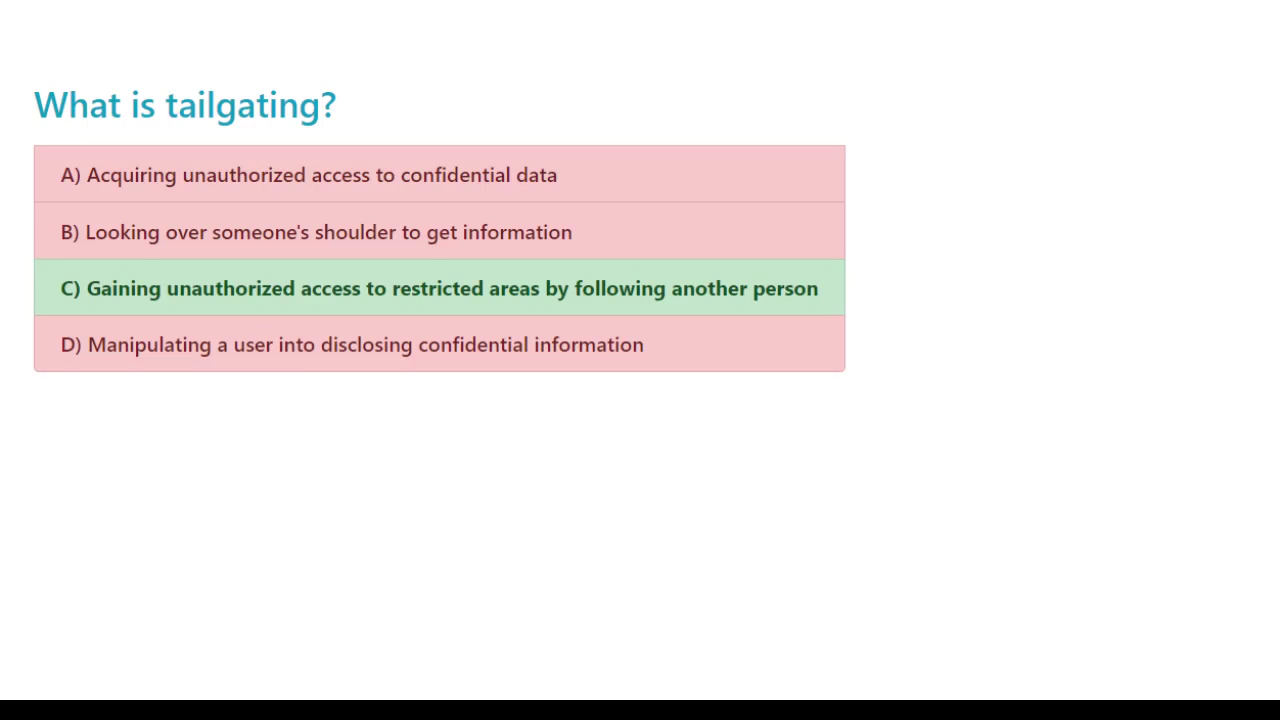 What is tailgating?
A) Acquiring unauthorized access to confidential data
B) Looking over someone's shoulder to get information
C) Gaining unauthorized access to restricted areas by following another person
D) Manipulating a user into disclosing confidential information